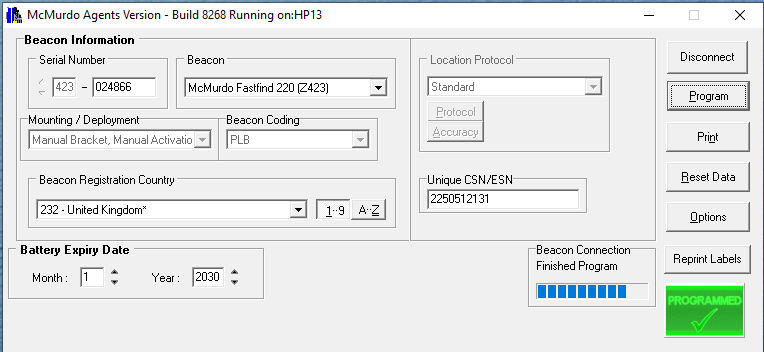 McMurdo Agents Version - Build 8268 Running on:HP13
Beacon Information
Serial Number
423 - 024866
Beacon
McMurdo Fastfind 220 (Z423)
Mounting / Deployment
Manual Bracket, Manual Activatio
Beacon Coding
PLB
Beacon Registration Country
232 - United Kingdom*
1··9
A··Z
Location Protocol
Standard
Protocol
Accuracy
Unique CSN/ESN
2250512131
Battery Expiry Date
Month : 1 Year : 2030
Beacon Connection
Finished Program
Disconnect
Program
Print
Reset Data
Options
Reprint Labels
PROGRAMMED